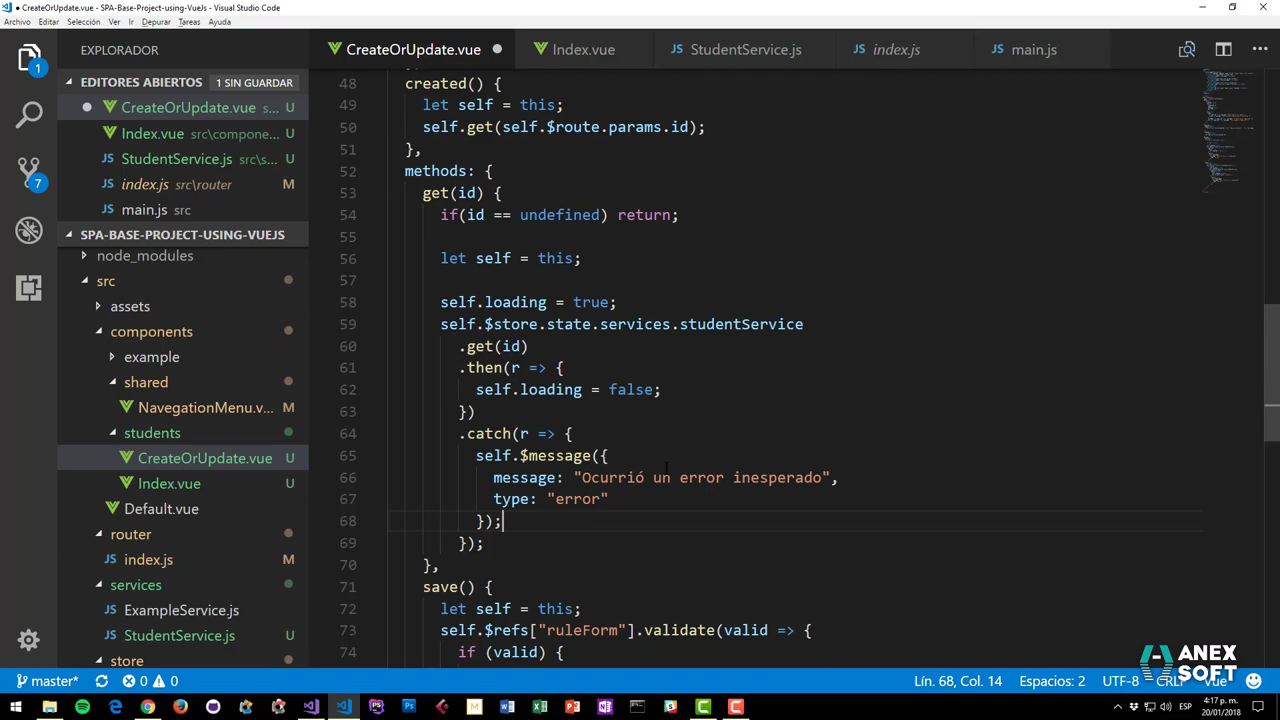 ● CreateOrUpdate.vue - SPA-Base-Project-using-VueJs - Visual Studio Code
Archivo Editar Selección Ver Ir Depurar Tareas Ayuda
EXPLORADOR
EDITORES ABIERTOS 1 SIN GUARDAR
CreateOrUpdate.vue s... U
Index.vue src\compone... U
StudentService.js src\s... U
index.js src\router M
main.js src
SPA-BASE-PROJECT-USING-VUEJS
node_modules
src
assets
components
example
shared
NavegationMenu.v... M
students
CreateOrUpdate.vue U
Index.vue U
Default.vue
router
index.js M
services
ExampleService.js
StudentService.js U
store
1
7
CreateOrUpdate.vue Index.vue StudentService.js index.js main.js
48 created() {
49 let self = this;
50 self.get(self.$route.params.id);
51 },
52 methods: {
53 get(id) {
54 if(id == undefined) return;
55
56 let self = this;
57
58 self.loading = true;
59 self.$store.state.services.studentService
60 .get(id)
61 .then(r => {
62 self.loading = false;
63 })
64 .catch(r => {
65 self.$message({
66 message: "Ocurrió un error inesperado",
67 type: "error"
68 });
69 });
70 },
71 save() {
72 let self = this;
73 self.$refs["ruleForm"].validate(valid => {
74 if (valid) {
ANEX
SOFT
master* 0 0 Lín. 68, Col. 14 Espacios: 2 UTF-8 CRLF Vue
ESP 4:17 p. m.
20/01/2018